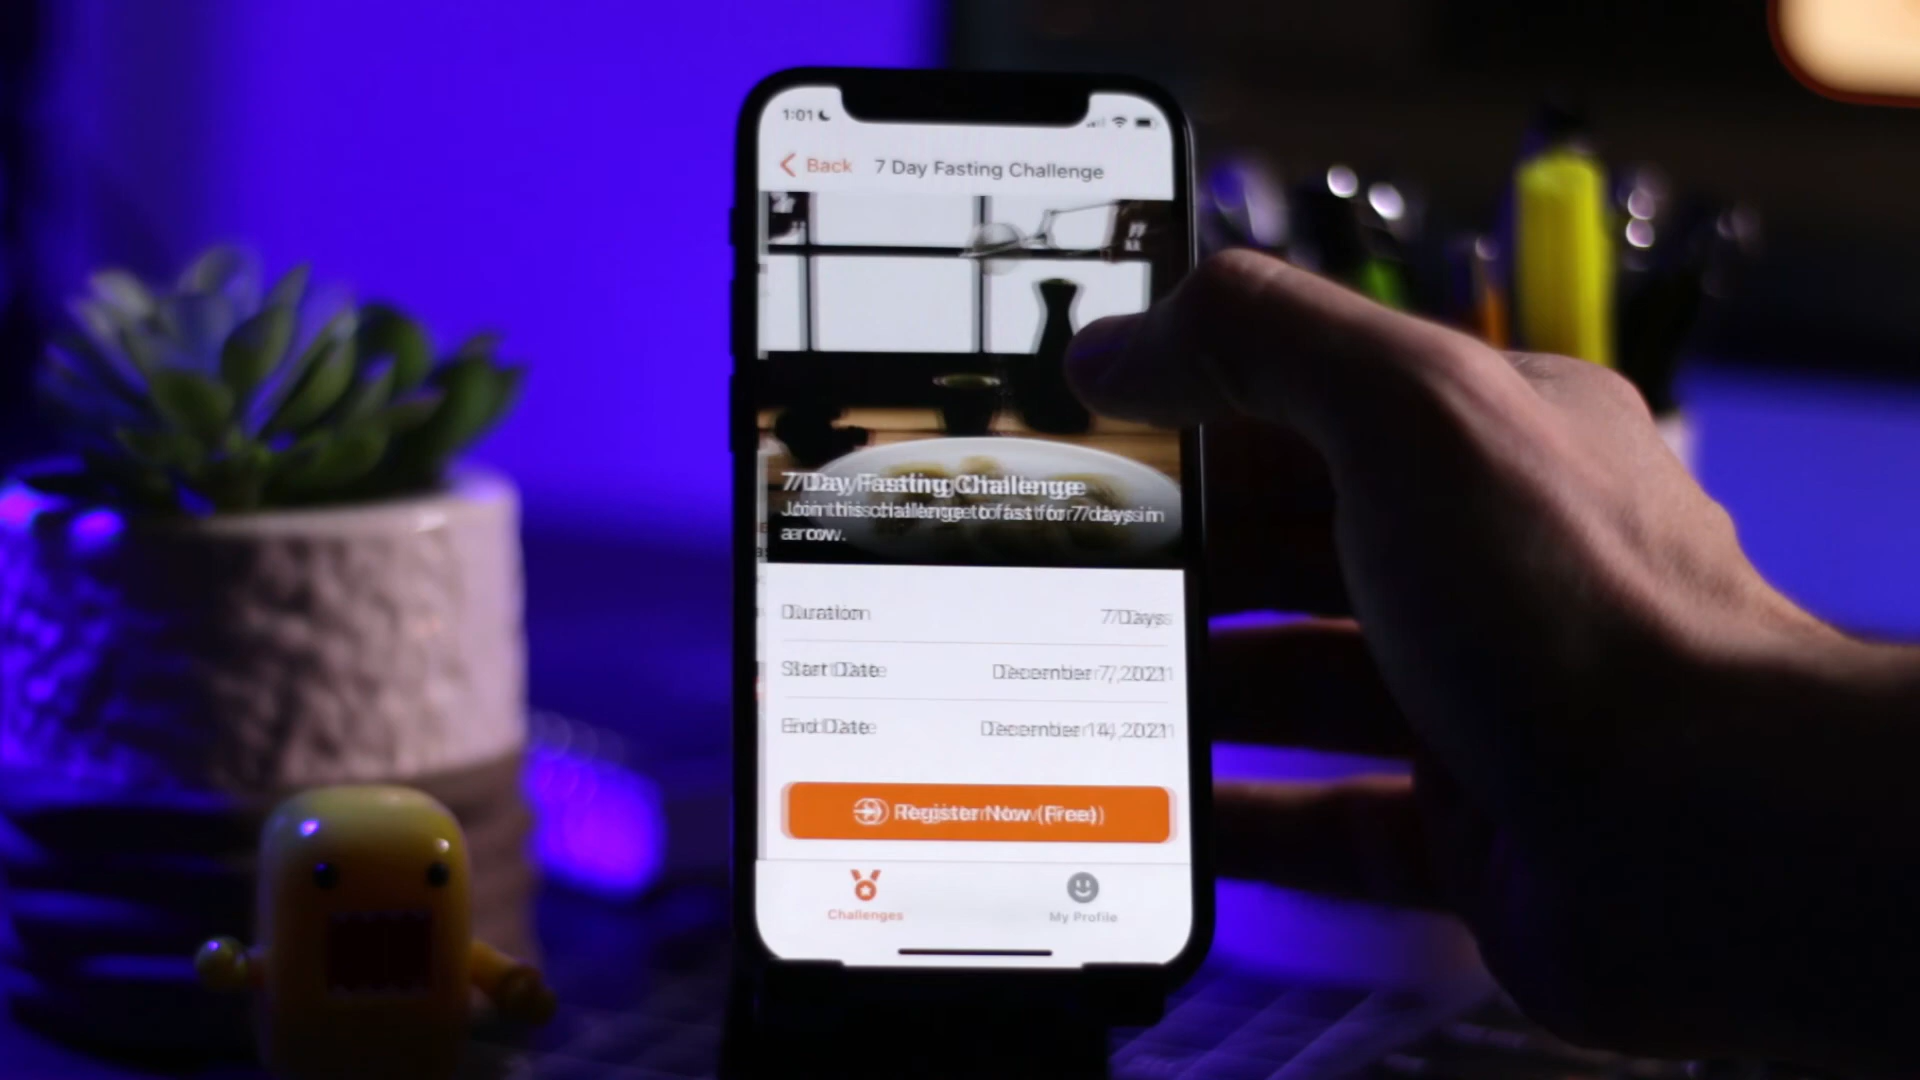 1:01
Back
7 Day Fasting Challenge
7 Day Fasting Challenge
Join this challenge to fast for 7 days in
a row.
Duration
7 Days
Start Date
December 7, 2021
End Date
December 14, 2021
Register Now (Free)
Challenges
My Profile